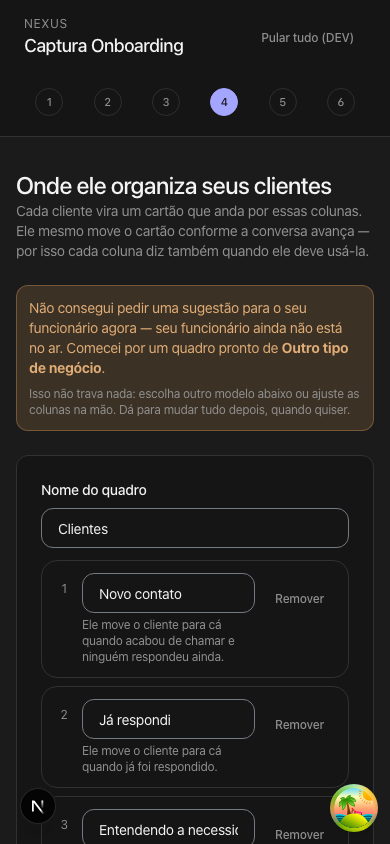 NEXUS
Captura Onboarding
Pular tudo (DEV)
1 2 3 4 5 6
Onde ele organiza seus clientes
Cada cliente vira um cartão que anda por essas colunas.
Ele mesmo move o cartão conforme a conversa avança —
por isso cada coluna diz também quando ele deve usá-la.
Não consegui pedir uma sugestão para o seu
funcionário agora — seu funcionário ainda não está
no ar. Comecei por um quadro pronto de Outro tipo
de negócio.
Isso não trava nada: escolha outro modelo abaixo ou ajuste as
colunas na mão. Dá para mudar tudo depois, quando quiser.
Nome do quadro
Clientes
1
Novo contato
Remover
Ele move o cliente para cá
quando acabou de chamar e
ninguém respondeu ainda.
2
Já respondi
Remover
Ele move o cliente para cá
quando já foi respondido.
N
3
Entendendo a necessic
Remover